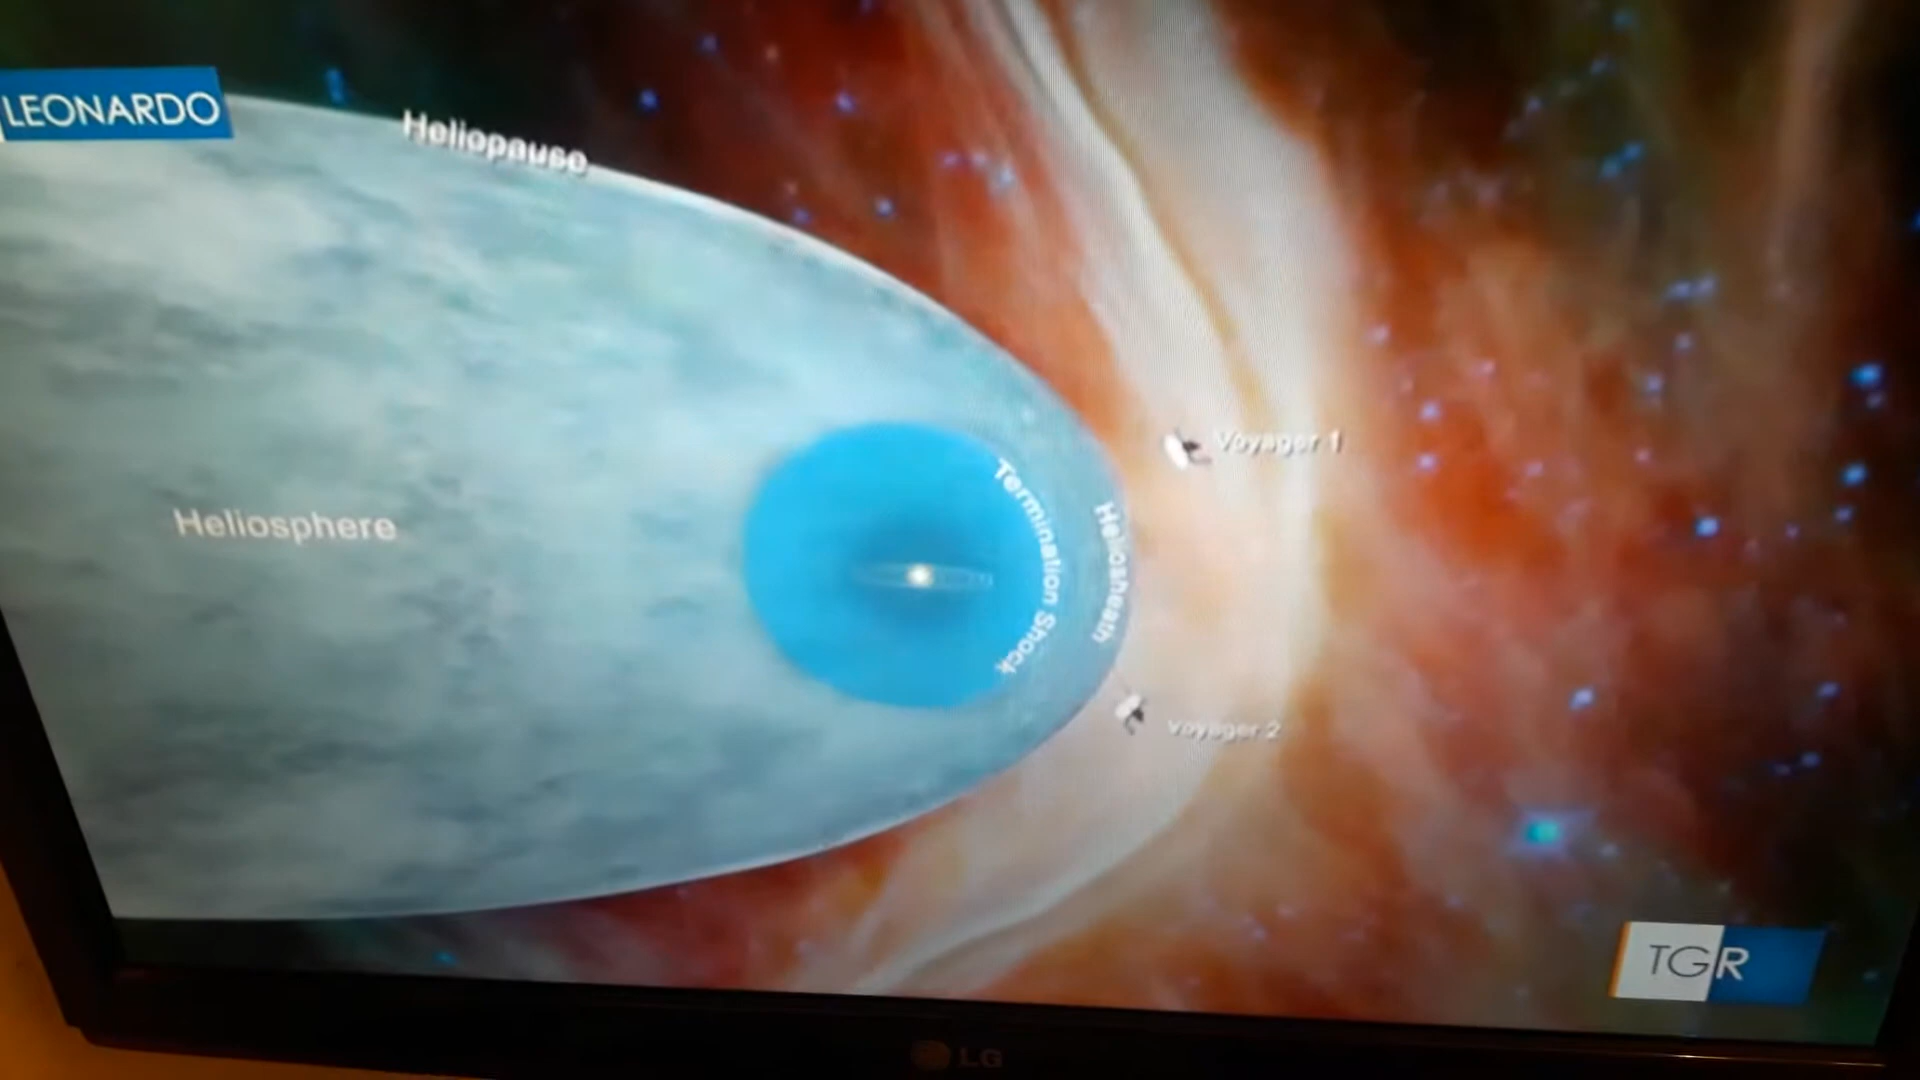 LEONARDO
Heliopause
Voyager 1
Termination Shock
Heliosheath
Heliosphere
Voyager 2
TGR
LG